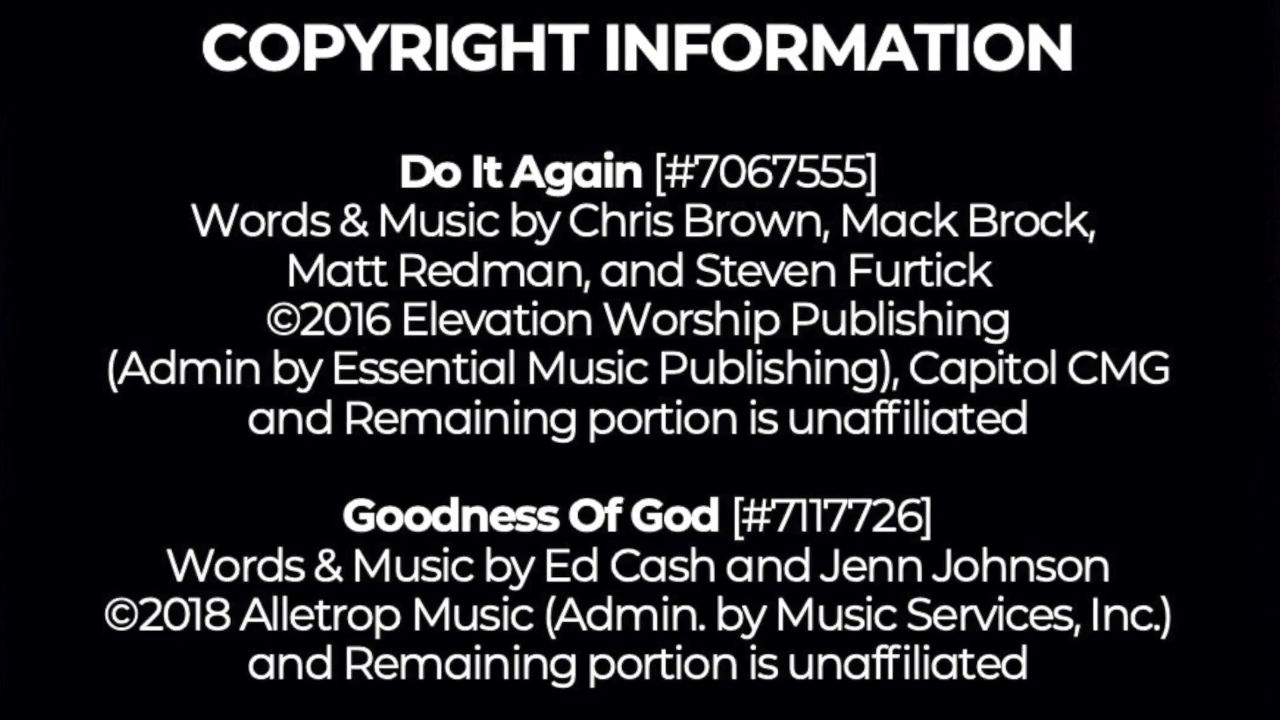 COPYRIGHT INFORMATION
Do It Again [#7067555]
Words & Music by Chris Brown, Mack Brock,
Matt Redman, and Steven Furtick
©2016 Elevation Worship Publishing
(Admin by Essential Music Publishing), Capitol CMG
and Remaining portion is unaffiliated
Goodness Of God [#7117726]
Words & Music by Ed Cash and Jenn Johnson
©2018 Alletrop Music (Admin. by Music Services, Inc.)
and Remaining portion is unaffiliated